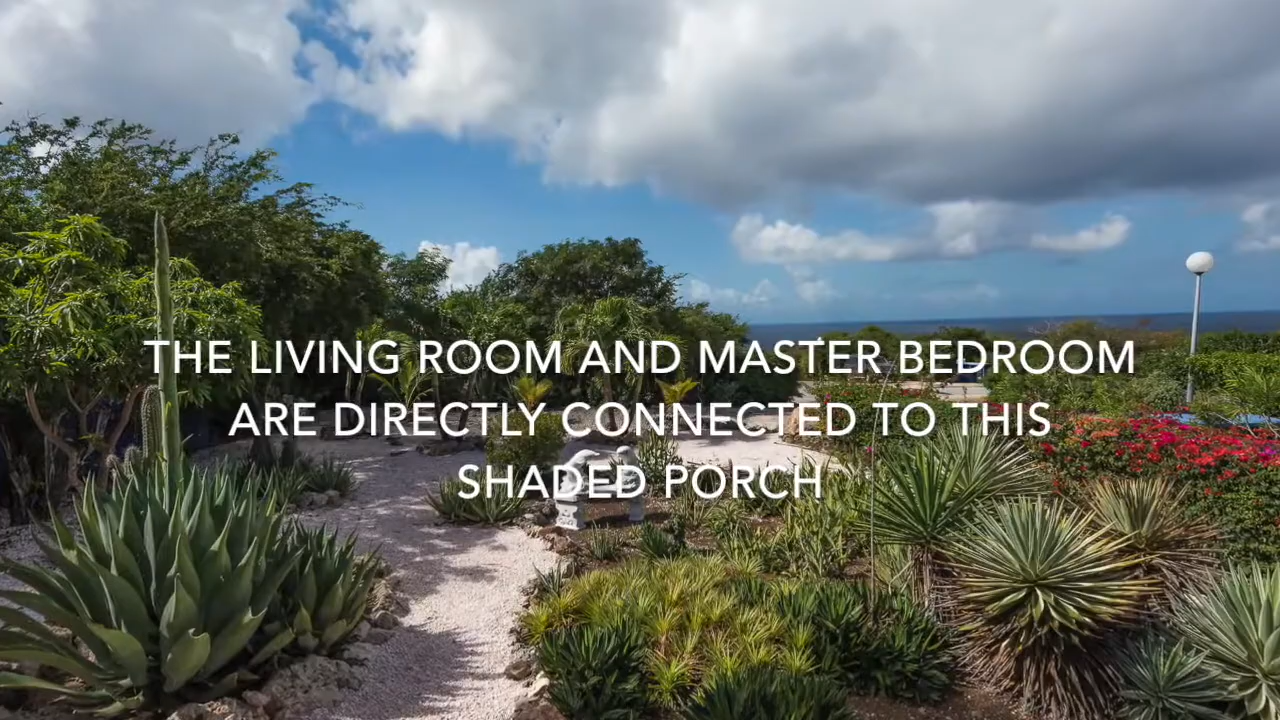 THE LIVING ROOM AND MASTER BEDROOM
ARE DIRECTLY CONNECTED TO THIS
SHADED PORCH